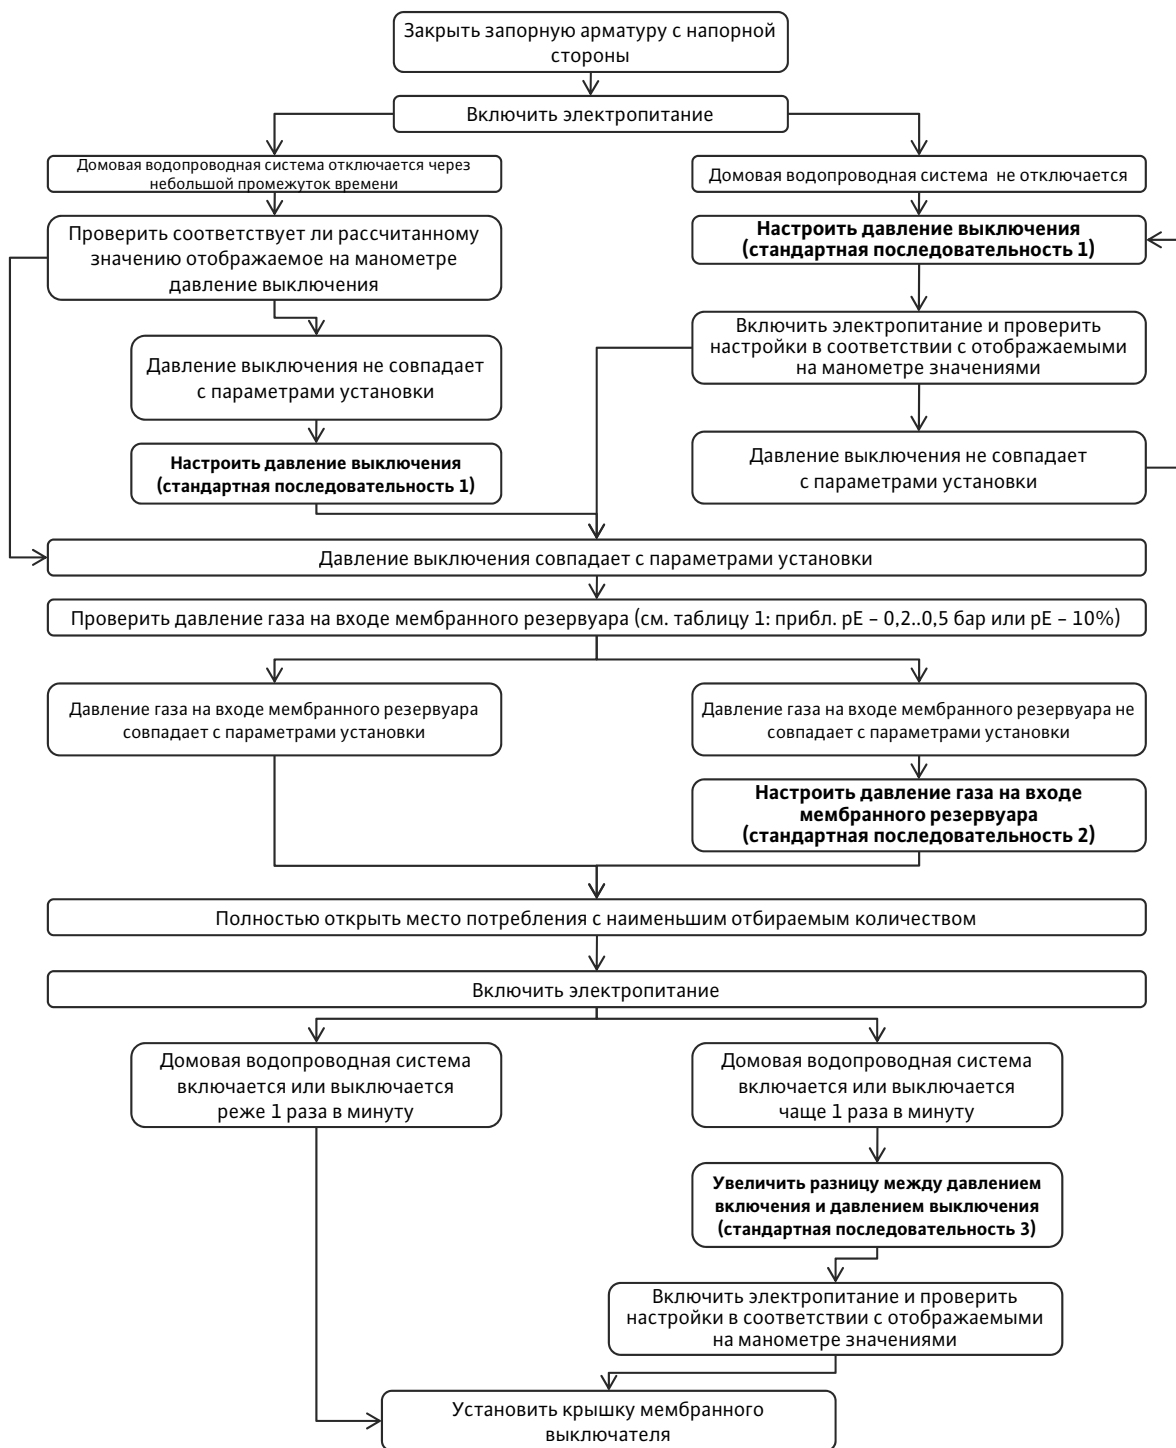 Закрыть запорную арматуру с напорной
стороны
Включить электропитание
Домовая водопроводная система отключается через
небольшой промежуток времени
Домовая водопроводная система не отключается
Проверить соответствует ли рассчитанному
значению отображаемое на манометре
давление выключения
Настроить давление выключения
(стандартная последовательность 1)
Включить электропитание и проверить
настройки в соответствии с отображаемыми
на манометре значениями
Давление выключения не совпадает
с параметрами установки
Давление выключения не совпадает
с параметрами установки
Настроить давление выключения
(стандартная последовательность 1)
Давление выключения совпадает с параметрами установки
Проверить давление газа на входе мембранного резервуара (см. таблицу 1: прибл. pE – 0,2..0,5 бар или pE – 10%)
Давление газа на входе мембранного резервуара
совпадает с параметрами установки
Давление газа на входе мембранного резервуара не
совпадает с параметрами установки
Настроить давление газа на входе
мембранного резервуара
(стандартная последовательность 2)
Полностью открыть место потребления с наименьшим отбираемым количеством
Включить электропитание
Домовая водопроводная система
включается или выключается
реже 1 раза в минуту
Домовая водопроводная система
включается или выключается
чаще 1 раза в минуту
Увеличить разницу между давлением
включения и давлением выключения
(стандартная последовательность 3)
Включить электропитание и проверить
настройки в соответствии с отображаемыми
на манометре значениями
Установить крышку мембранного
выключателя